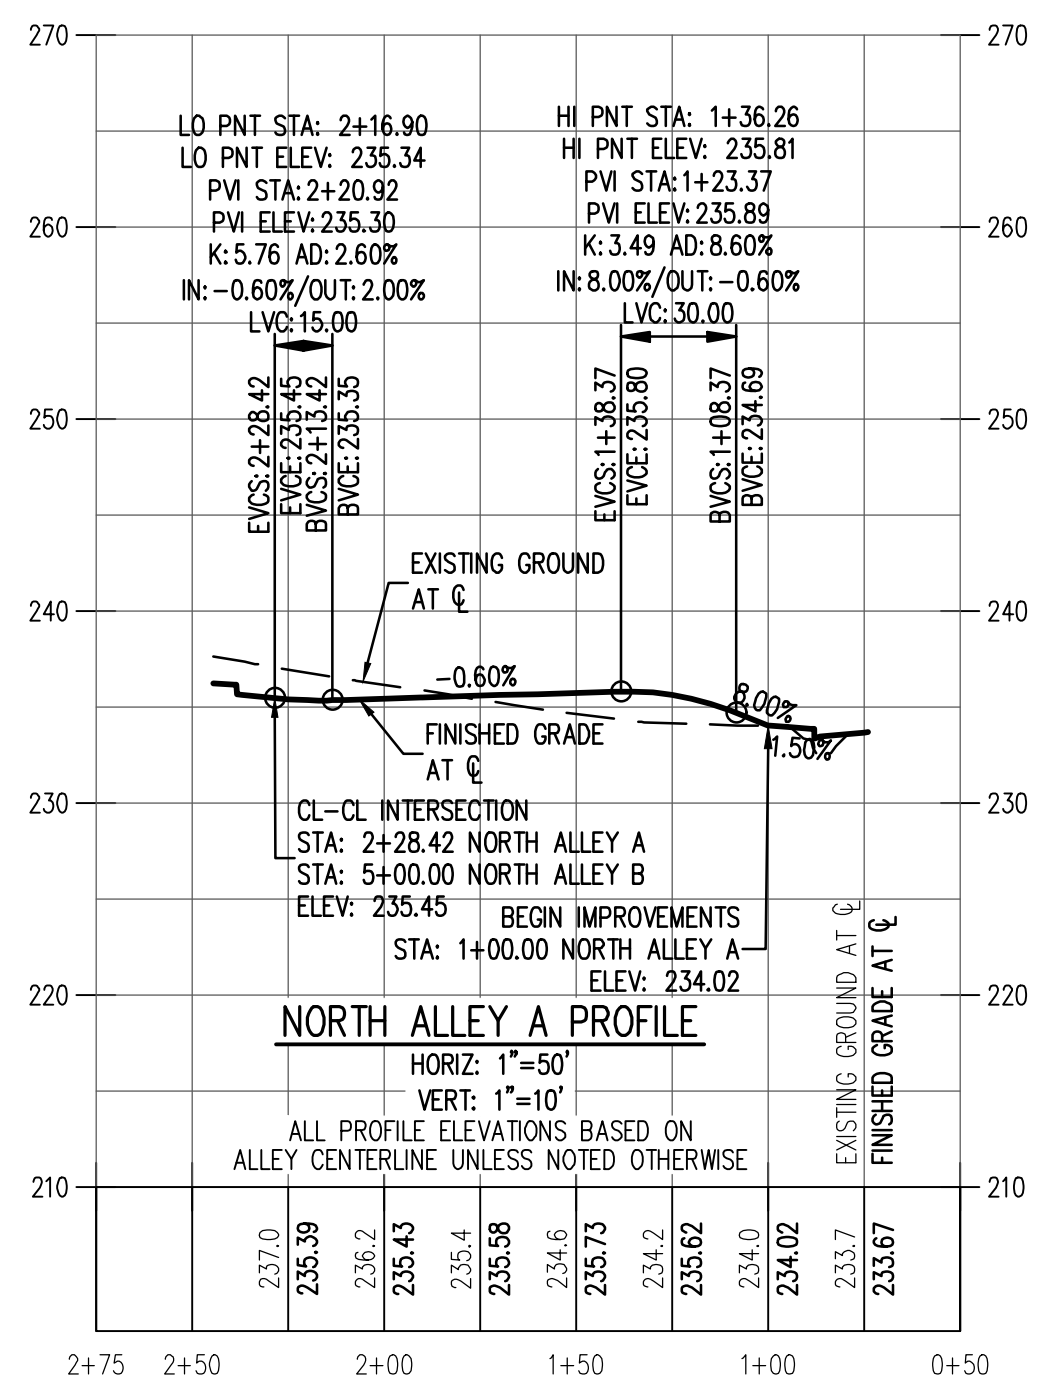 270
270
LO PNT STA: 2+16.90
LO PNT ELEV: 235.34
PVI STA:2+20.92
PVI ELEV:235.30
K:5.76 AD:2.60%
IN:-0.60%/OUT:2.00%
LVC:15.00
HI PNT STA: 1+36.26
HI PNT ELEV: 235.81
PVI STA:1+23.37
PVI ELEV:235.89
K:3.49 AD:8.60%
IN:8.00%/OUT:-0.60%
LVC:30.00
260
260
EVCS:2+28.42
EVCE:235.45
BVCS:2+13.42
BVCE:235.35
EVCS:1+38.37
EVCE:235.80
BVCS:1+08.37
BVCE:234.69
250
250
EXISTING GROUND
AT ℄
240
240
-0.60%
8.00%
1.50%
FINISHED GRADE
AT ℄
230
230
CL-CL INTERSECTION
STA: 2+28.42 NORTH ALLEY A
STA: 5+00.00 NORTH ALLEY B
ELEV: 235.45
BEGIN IMPROVEMENTS
STA: 1+00.00 NORTH ALLEY A
ELEV: 234.02
EXISTING GROUND AT ℄
FINISHED GRADE AT ℄
220
220
NORTH ALLEY A PROFILE
HORIZ: 1"=50'
VERT: 1"=10'
ALL PROFILE ELEVATIONS BASED ON
ALLEY CENTERLINE UNLESS NOTED OTHERWISE
210
210
237.0
235.39
236.2
235.43
235.4
235.58
234.6
235.73
234.2
235.62
234.0
234.02
233.7
233.67
2+75 2+50 2+00 1+50 1+00 0+50